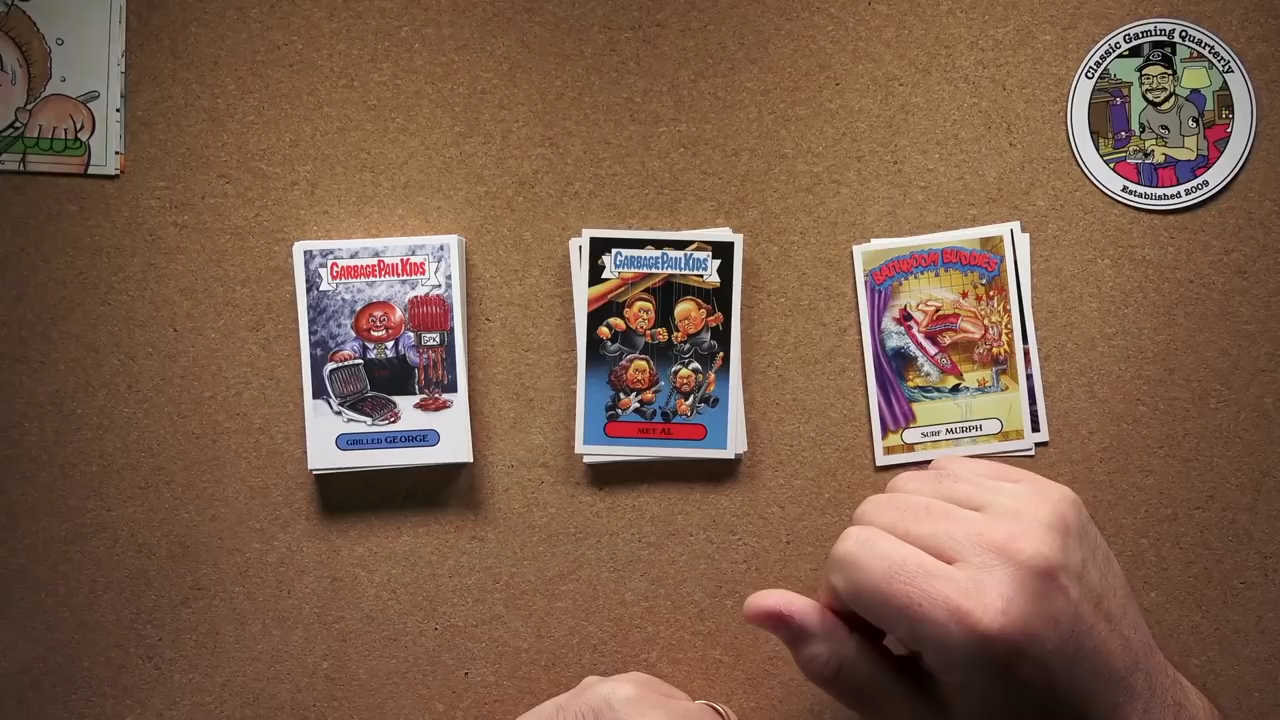 Classic Gaming Quarterly
Established 2009
GARBAGE PAIL KIDS
GPK
GRILLED GEORGE
GARBAGE PAIL KIDS
MET AL
BATHROOM BUDDIES
SURF MURPH